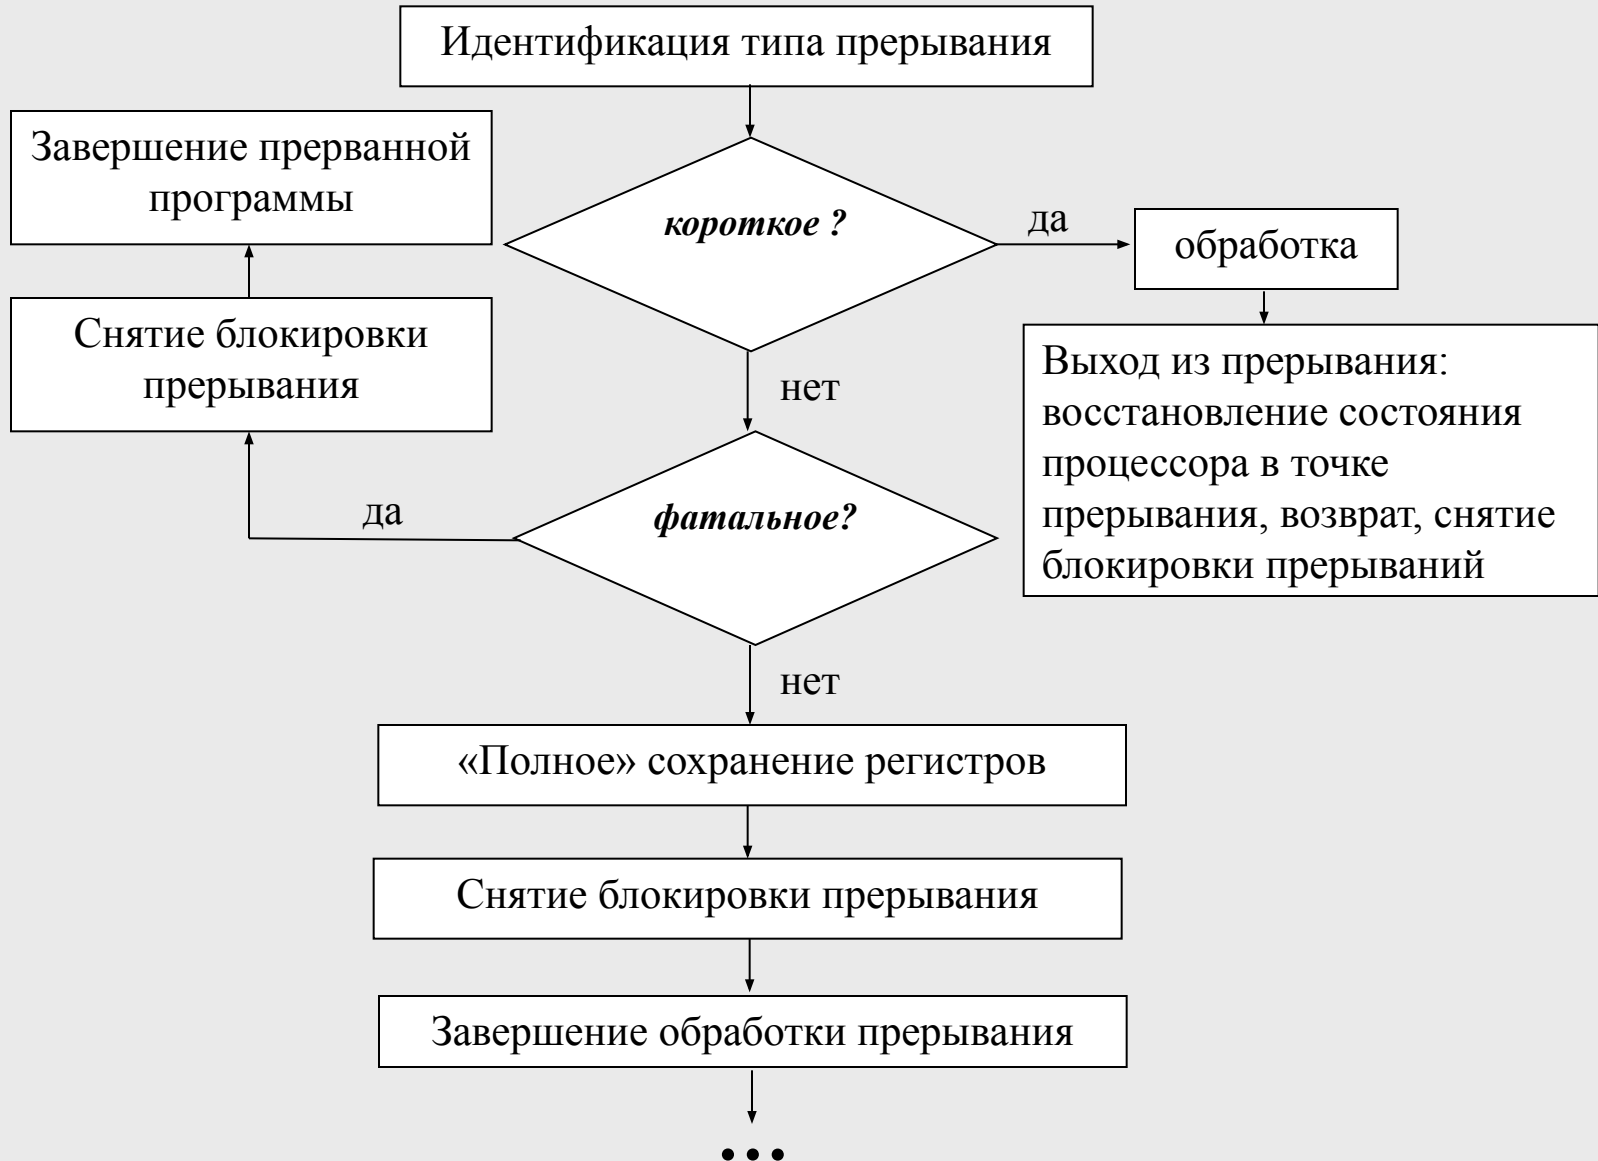 Идентификация типа прерывания
Завершение прерванной
программы
короткое ?
да
обработка
Снятие блокировки
прерывания
Выход из прерывания:
восстановление состояния
процессора в точке
прерывания, возврат, снятие
блокировки прерываний
нет
фатальное?
да
нет
«Полное» сохранение регистров
Снятие блокировки прерывания
Завершение обработки прерывания
...